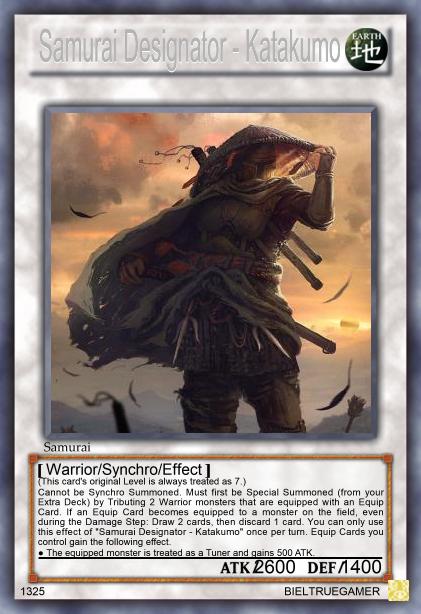 Samurai Designator - Katakumo
EARTH
地
Samurai
[ Warrior/Synchro/Effect ]
(This card's original Level is always treated as 7.)
Cannot be Synchro Summoned. Must first be Special Summoned (from your
Extra Deck) by Tributing 2 Warrior monsters that are equipped with an Equip
Card. If an Equip Card becomes equipped to a monster on the field, even
during the Damage Step: Draw 2 cards, then discard 1 card. You can only use
this effect of "Samurai Designator - Katakumo" once per turn. Equip Cards you
control gain the following effect.
● The equipped monster is treated as a Tuner and gains 500 ATK.
ATK/2600 DEF/1400
1325 BIELTRUEGAMER